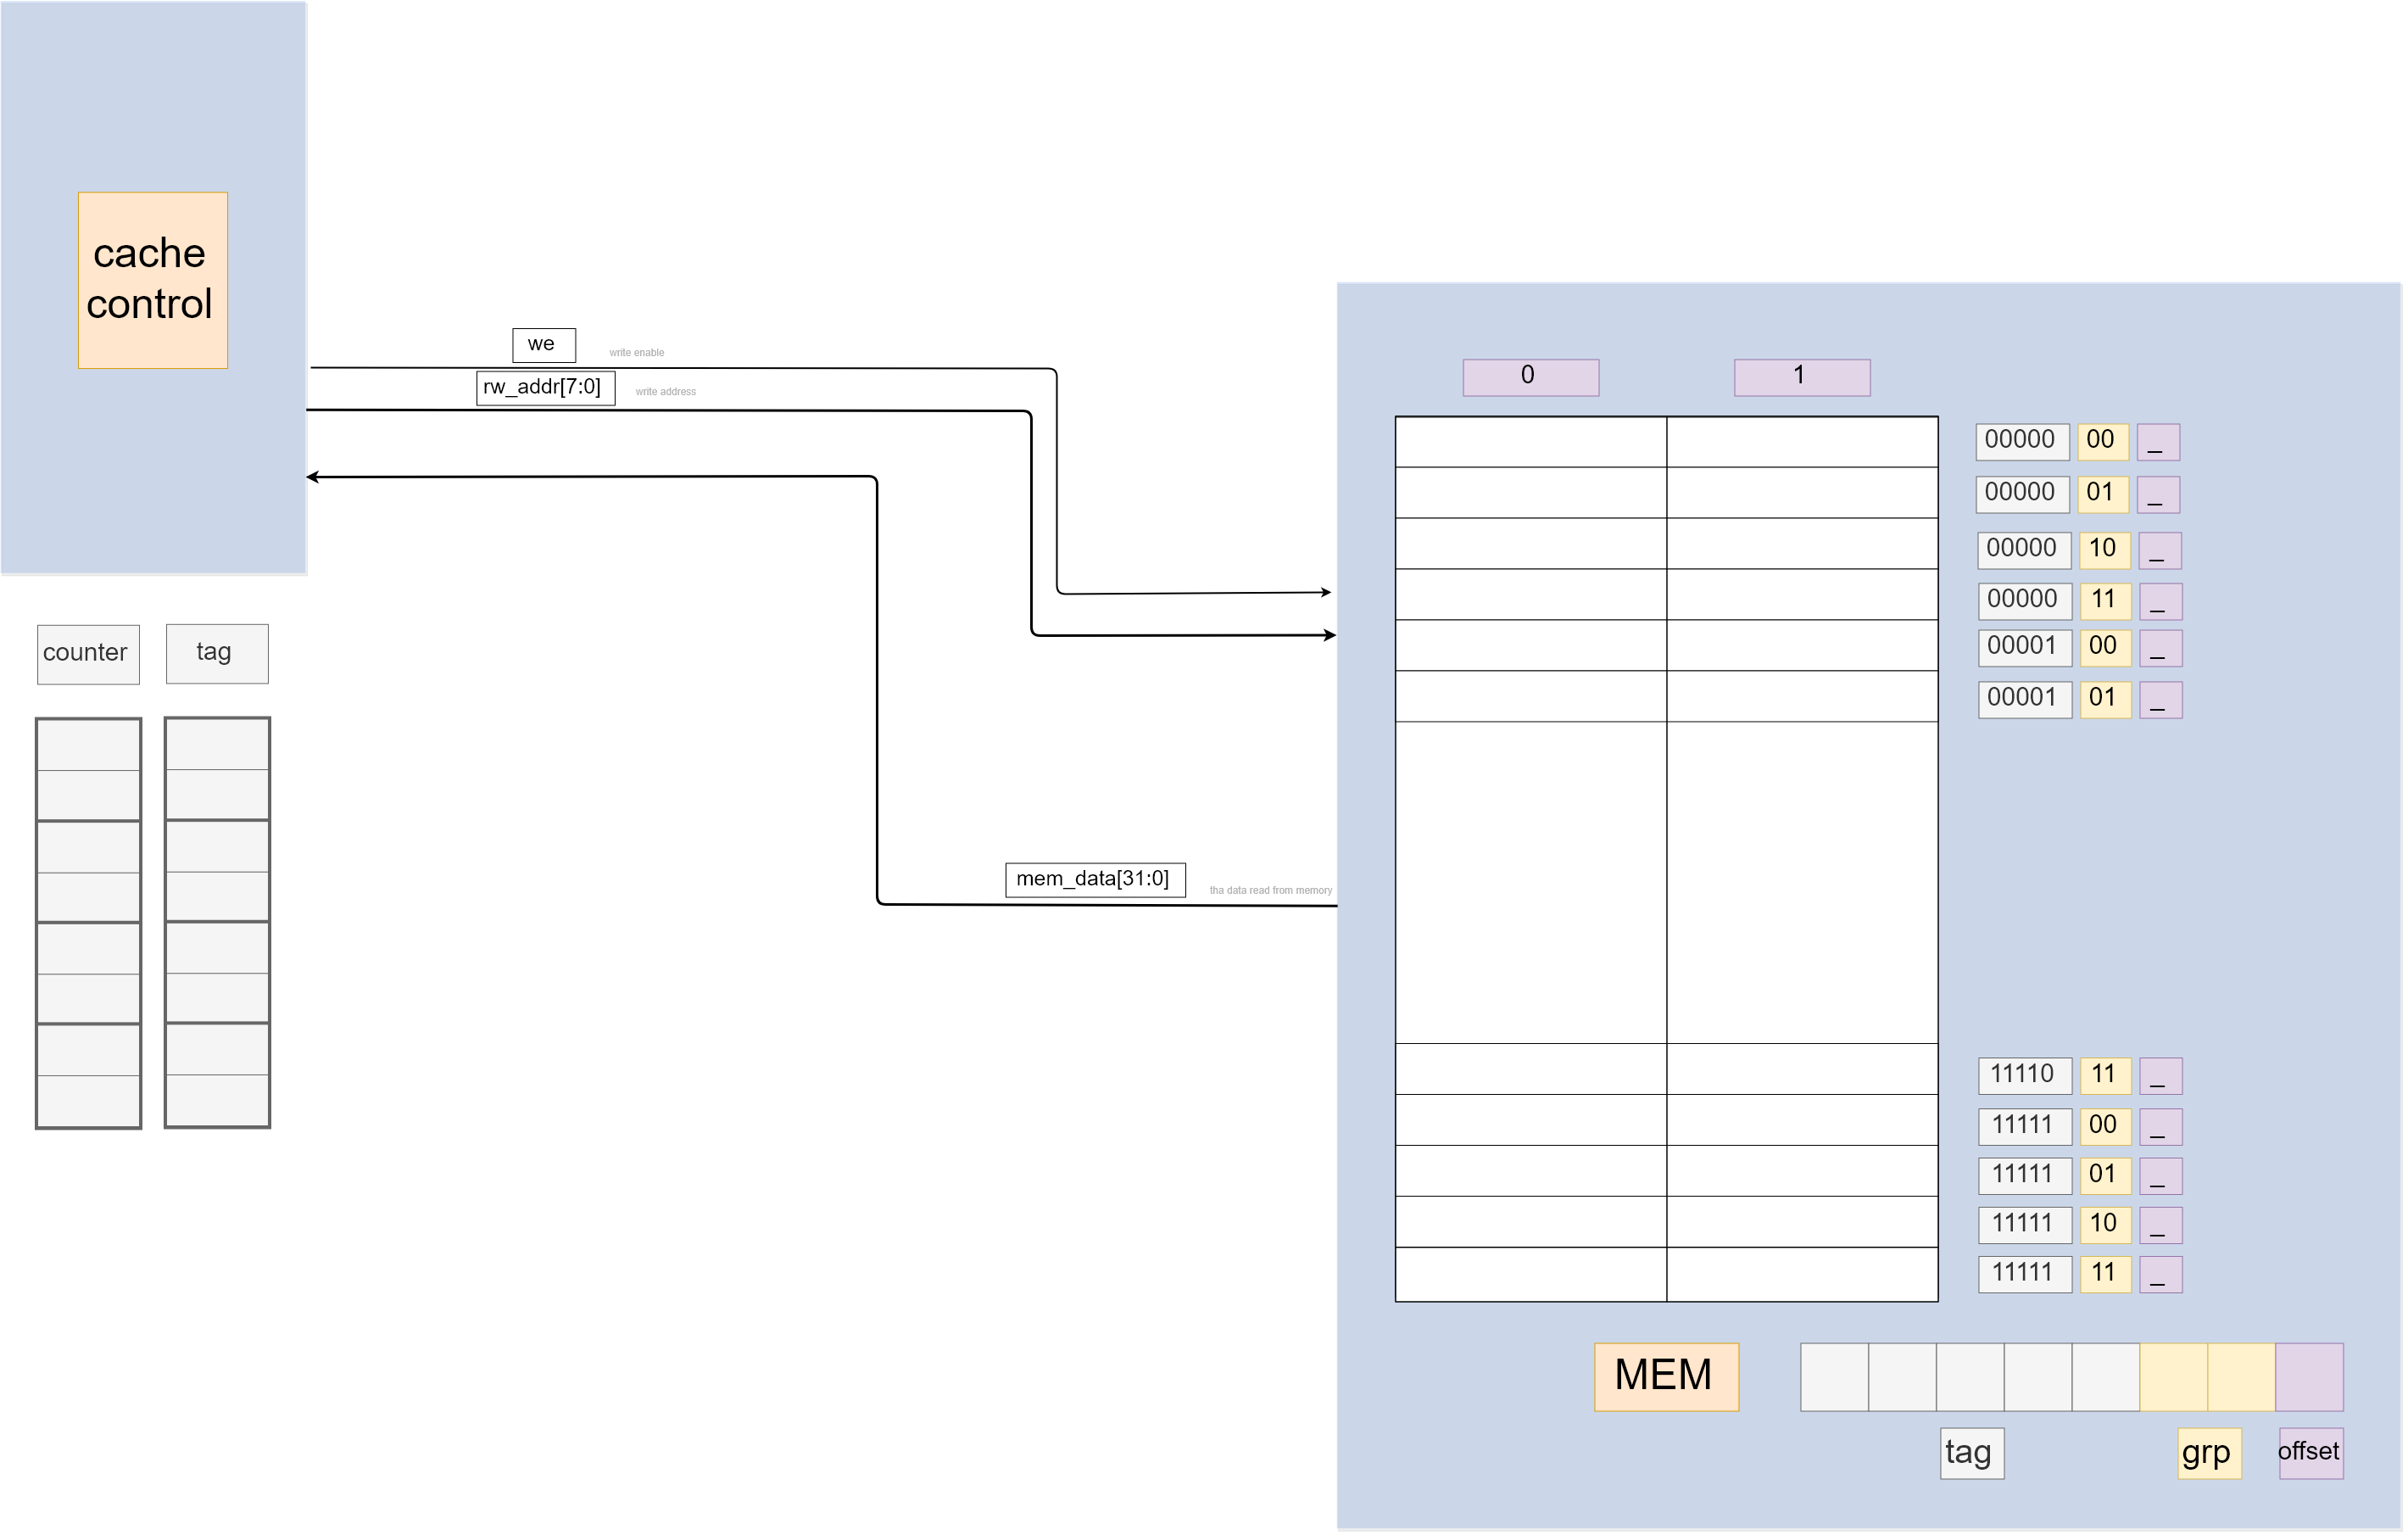 cache
control
we
write enable
rw_addr[7:0]
write address
0
1
00000 00 _
00000 01 _
00000 10 _
00000 11 _
00001 00 _
00001 01 _
counter
tag
mem_data[31:0]
tha data read from memory
11110 11 _
11111 00 _
11111 01 _
11111 10 _
11111 11 _
MEM
tag
grp
offset